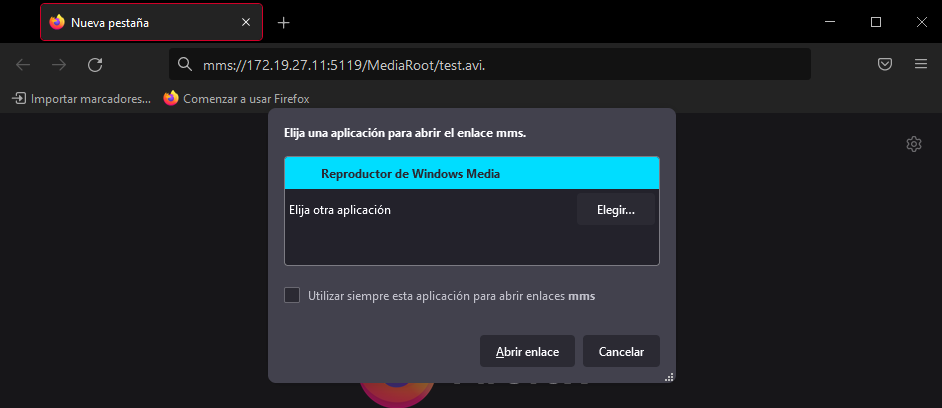 Nueva pestaña
mms://172.19.27.11:5119/MediaRoot/test.avi.
Importar marcadores...
Comenzar a usar Firefox
Elija una aplicación para abrir el enlace mms.
Reproductor de Windows Media
Elija otra aplicación
Elegir...
Utilizar siempre esta aplicación para abrir enlaces mms
Abrir enlace
Cancelar